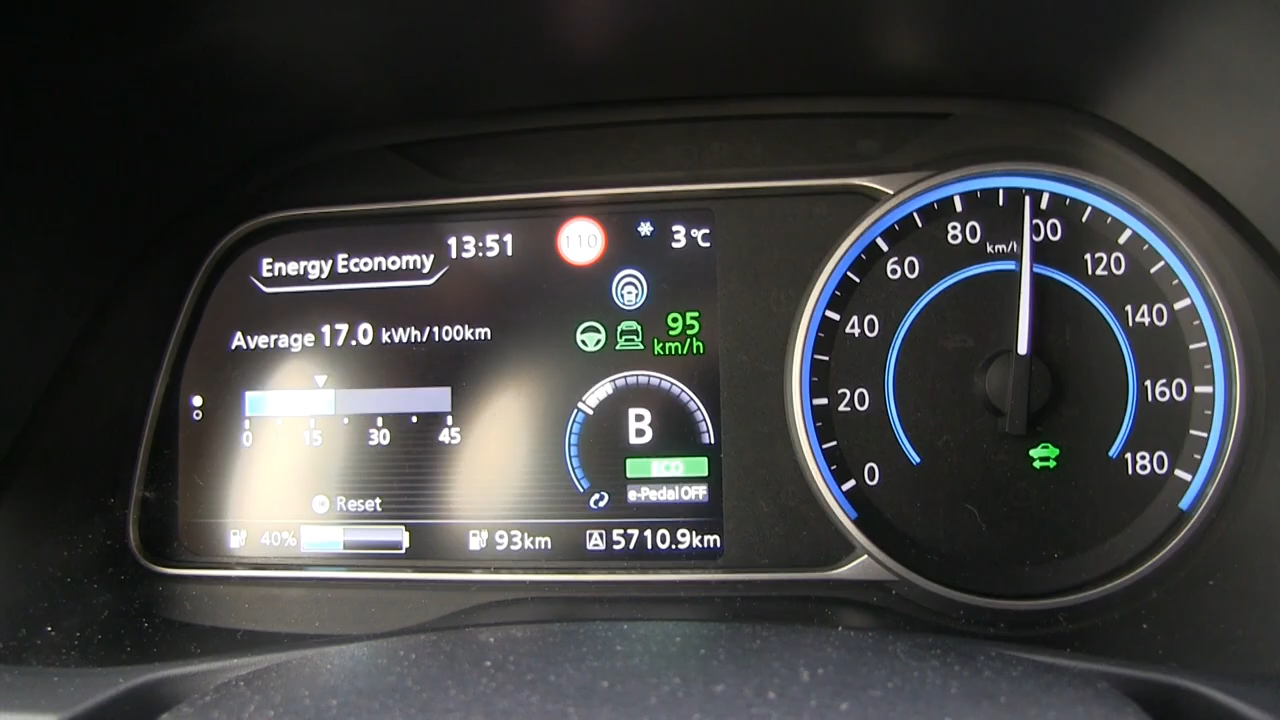 Energy Economy
13:51
110
3°C
Average 17.0 kWh/100km
95
km/h
0 15 30 45
B
ECO
e-Pedal OFF
Reset
40%
93km
A 5710.9km
0
20
40
60
80
km/h
120
140
160
180